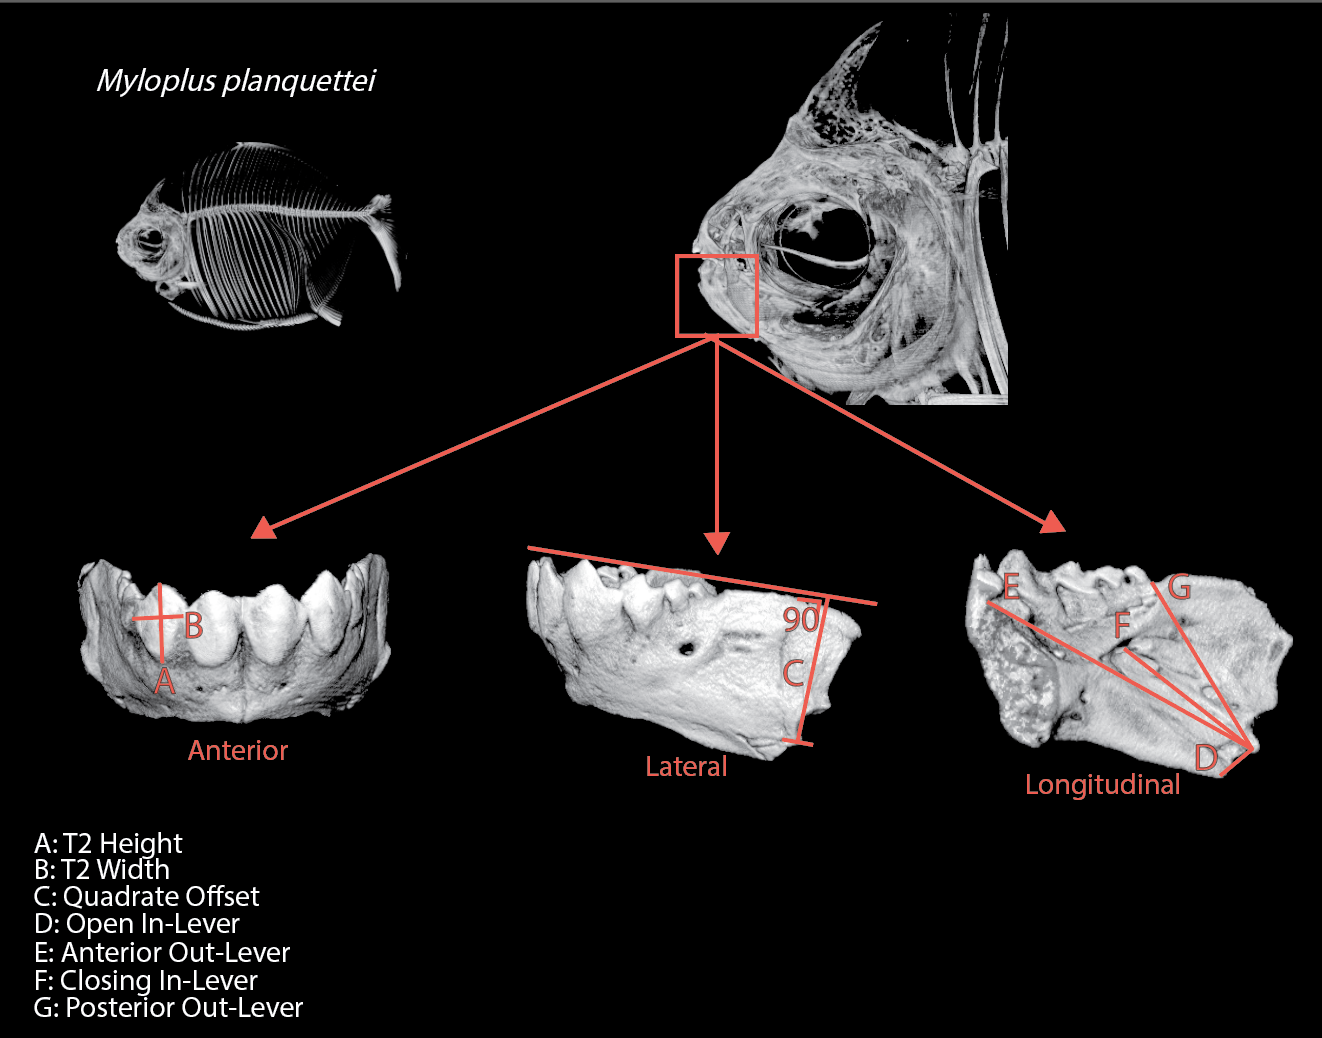 Myloplus planquettei
B
A
Anterior
90
C
Lateral
E
G
F
D
Longitudinal
A: T2 Height
B: T2 Width
C: Quadrate Offset
D: Open In-Lever
E: Anterior Out-Lever
F: Closing In-Lever
G: Posterior Out-Lever